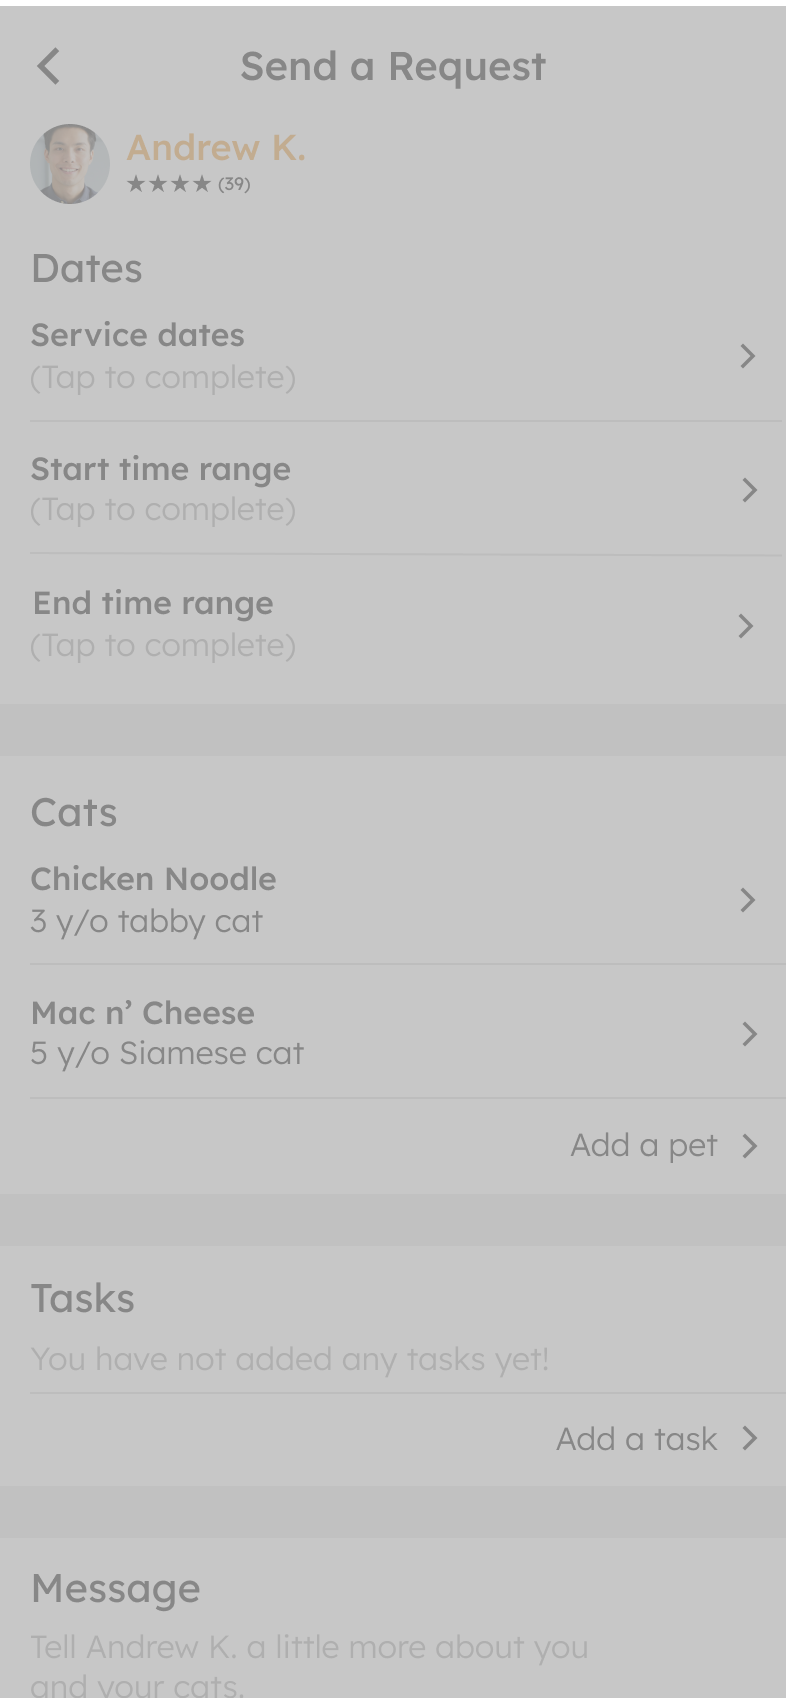 Send a Request
Andrew K.
★★★★ (39)
Dates
Service dates
(Tap to complete)
Start time range
(Tap to complete)
End time range
(Tap to complete)
Cats
Chicken Noodle
3 y/o tabby cat
Mac n’ Cheese
5 y/o Siamese cat
Add a pet
Tasks
You have not added any tasks yet!
Add a task
Message
Tell Andrew K. a little more about you
and your cats.